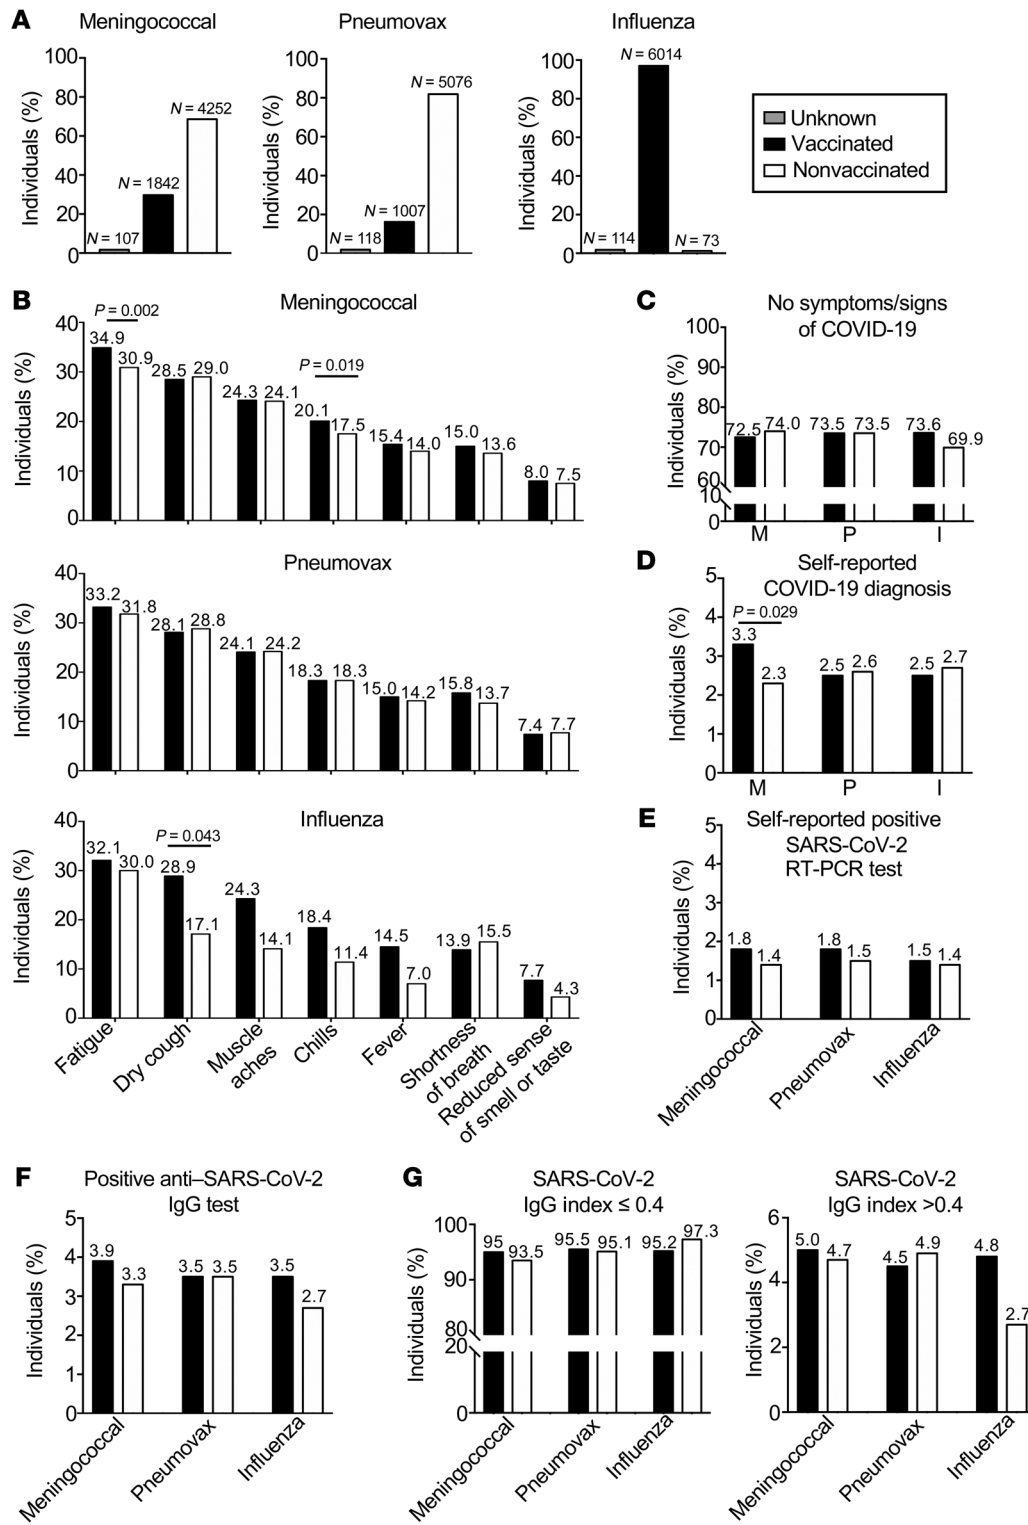 A
Meningococcal
Pneumovax
Influenza
Individuals (%)
100
80
60
40
20
0
N = 107
N = 1842
N = 4252
Individuals (%)
100
80
60
40
20
0
N = 118
N = 1007
N = 5076
Individuals (%)
100
80
60
40
20
0
N = 114
N = 6014
N = 73
Unknown
Vaccinated
Nonvaccinated
B
Meningococcal
Individuals (%)
40
30
20
10
0
P = 0.002
34.9
30.9
28.5
29.0
24.3
24.1
P = 0.019
20.1
17.5
15.4
14.0
15.0
13.6
8.0
7.5
Pneumovax
Individuals (%)
40
30
20
10
0
33.2
31.8
28.1
28.8
24.1
24.2
18.3
18.3
15.0
14.2
15.8
13.7
7.4
7.7
Influenza
Individuals (%)
40
30
20
10
0
32.1
30.0
P = 0.043
28.9
17.1
24.3
14.1
18.4
11.4
14.5
7.0
13.9
15.5
7.7
4.3
Fatigue
Dry cough
Muscle
aches
Chills
Fever
Shortness
of breath
Reduced sense
of smell or taste
C
No symptoms/signs
of COVID-19
Individuals (%)
100
90
80
70
60
10
0
72.5
74.0
73.5
73.5
73.6
69.9
M
P
I
D
Self-reported
COVID-19 diagnosis
Individuals (%)
5
4
3
2
1
0
P = 0.029
3.3
2.3
2.5
2.6
2.5
2.7
M
P
I
E
Self-reported positive
SARS-CoV-2
RT-PCR test
Individuals (%)
5
4
3
2
1
0
1.8
1.4
1.8
1.5
1.5
1.4
Meningococcal
Pneumovax
Influenza
F
Positive anti–SARS-CoV-2
IgG test
Individuals (%)
5
4
3
2
1
0
3.9
3.3
3.5
3.5
3.5
2.7
Meningococcal
Pneumovax
Influenza
G
SARS-CoV-2
IgG index ≤ 0.4
Individuals (%)
100
90
80
20
0
95
93.5
95.5
95.1
95.2
97.3
Meningococcal
Pneumovax
Influenza
SARS-CoV-2
IgG index >0.4
Individuals (%)
6
4
2
0
5.0
4.7
4.5
4.9
4.8
2.7
Meningococcal
Pneumovax
Influenza